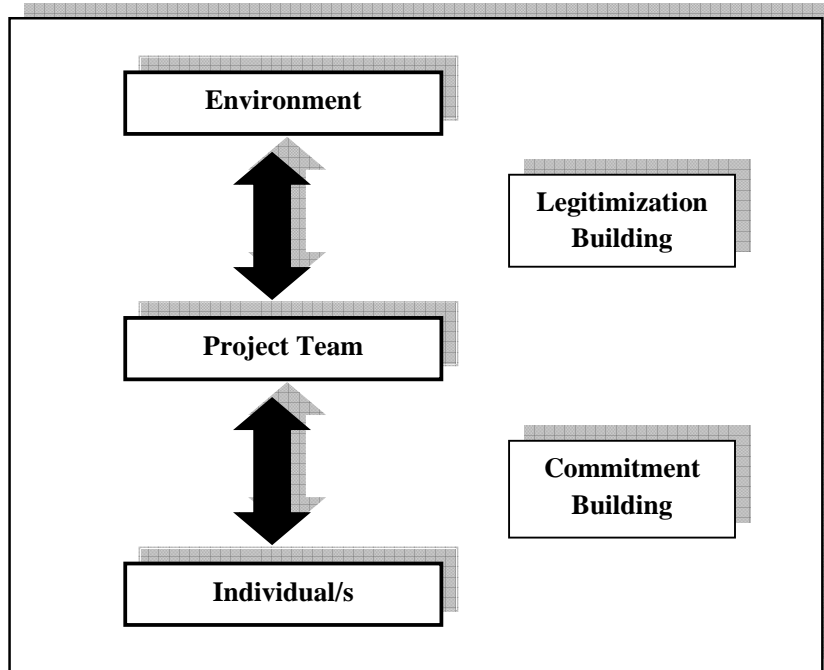 Environment
Legitimization
Building
Project Team
Commitment
Building
Individual/s